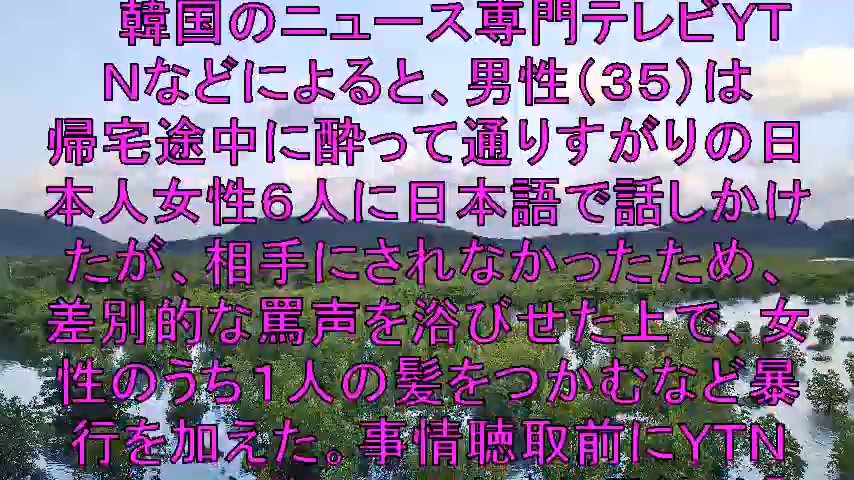 韓国のニュース専門テレビYT
Nなどによると、男性（３５）は
帰宅途中に酔って通りすがりの日
本人女性６人に日本語で話しかけ
たが、相手にされなかったため、
差別的な罵声を浴びせた上で、女
性のうち１人の髪をつかむなど暴
行を加えた。事情聴取前にYTN